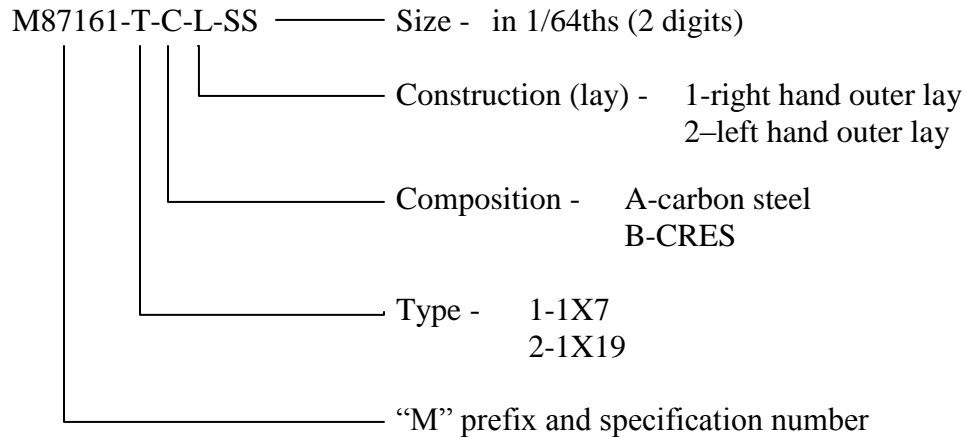 M87161-T-C-L-SS Size - in 1/64ths (2 digits)
Construction (lay) - 1-right hand outer lay
2–left hand outer lay
Composition - A-carbon steel
B-CRES
Type - 1-1X7
2-1X19
“M” prefix and specification number